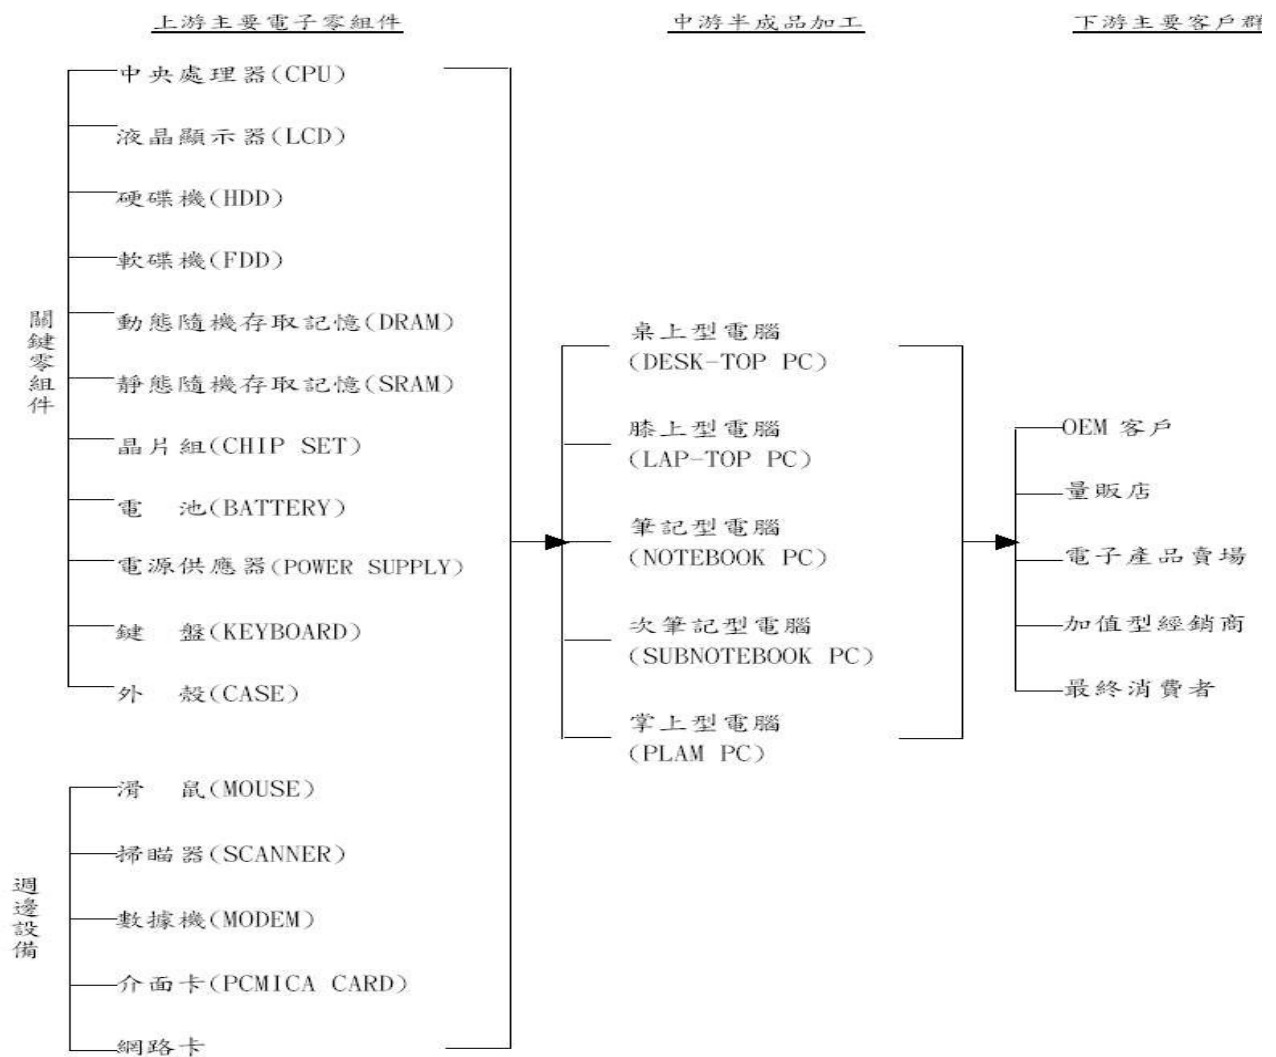 上游主要電子零組件
中央處理器(CPU)
液晶顯示器(LCD)
硬碟機(HDD)
軟碟機(FDD)
動態隨機存取記憶(DRAM)
靜態隨機存取記憶(SRAM)
晶片組(CHIP SET)
電 池(BATTERY)
電源供應器(POWER SUPPLY)
鍵 盤(KEYBOARD)
外 殼(CASE)
關鍵零組件
滑 鼠(MOUSE)
掃瞄器(SCANNER)
數據機(MODEM)
介面卡(PCMICA CARD)
網路卡
週邊設備
中游半成品加工
桌上型電腦
(DESK-TOP PC)
膝上型電腦
(LAP-TOP PC)
筆記型電腦
(NOTEBOOK PC)
次筆記型電腦
(SUBNOTEBOOK PC)
掌上型電腦
(PLAM PC)
下游主要客戶群
OEM 客戶
量販店
電子產品賣場
加值型經銷商
最終消費者